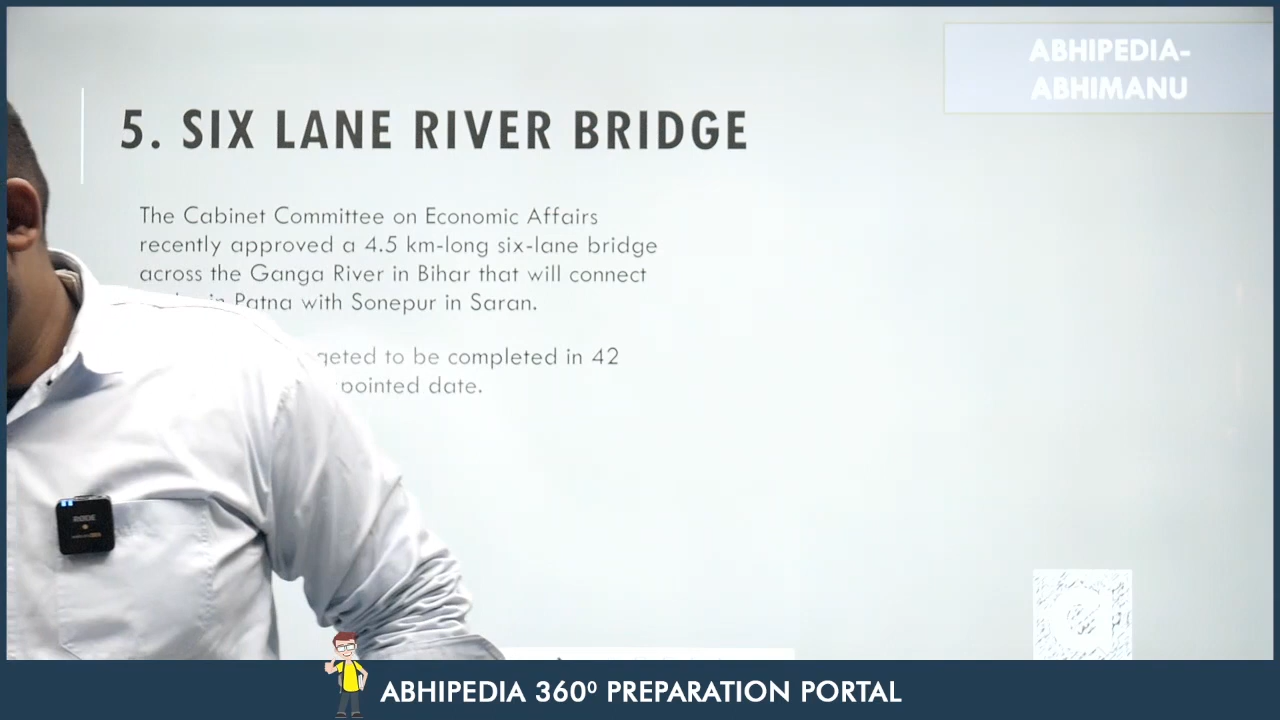 ABHIPEDIA-
ABHIMANU
5. SIX LANE RIVER BRIDGE
The Cabinet Committee on Economic Affairs
recently approved a 4.5 km-long six-lane bridge
across the Ganga River in Bihar that will connect
in Patna with Sonepur in Saran.
to be completed in 42
date.
RØDE
ABHIPEDIA 360⁰ PREPARATION PORTAL